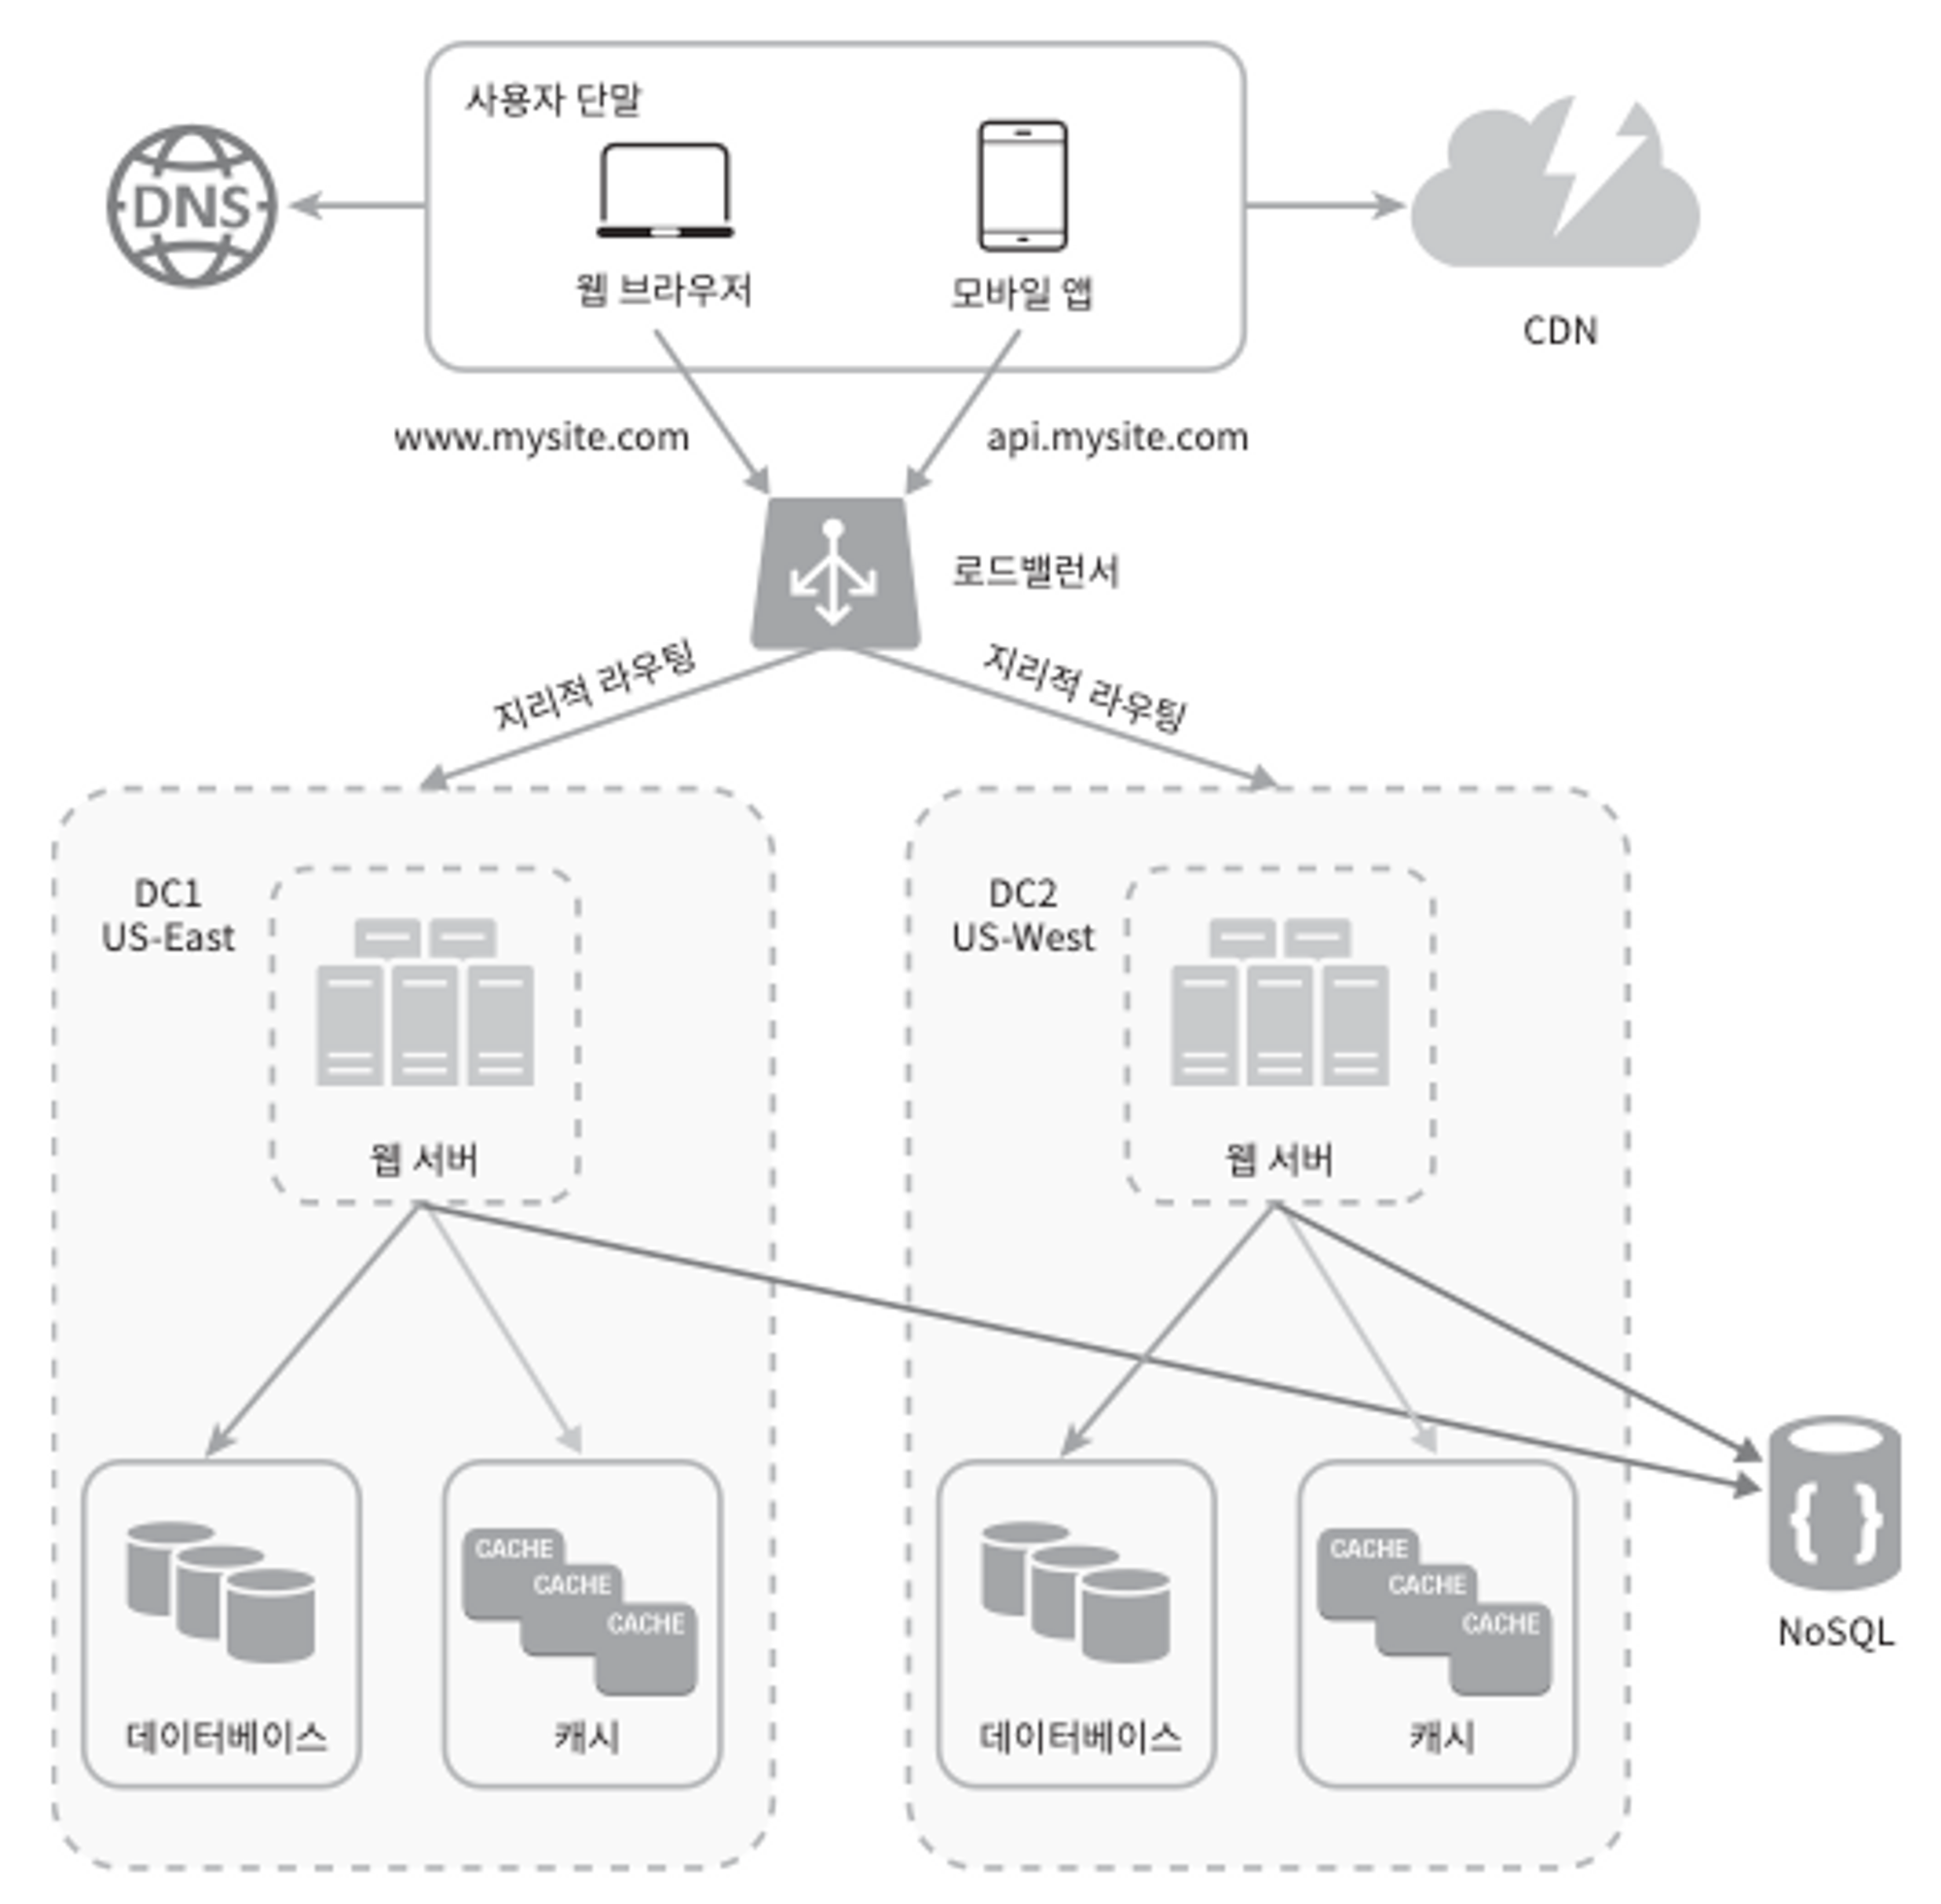 사용자 단말
DNS
웹 브라우저
모바일 앱
CDN
www.mysite.com
api.mysite.com
로드밸런서
지리적 라우팅
지리적 라우팅
DC1
US-East
웹 서버
DC2
US-West
웹 서버
데이터베이스
CACHE
CACHE
CACHE
캐시
데이터베이스
CACHE
CACHE
CACHE
캐시
{ }
NoSQL